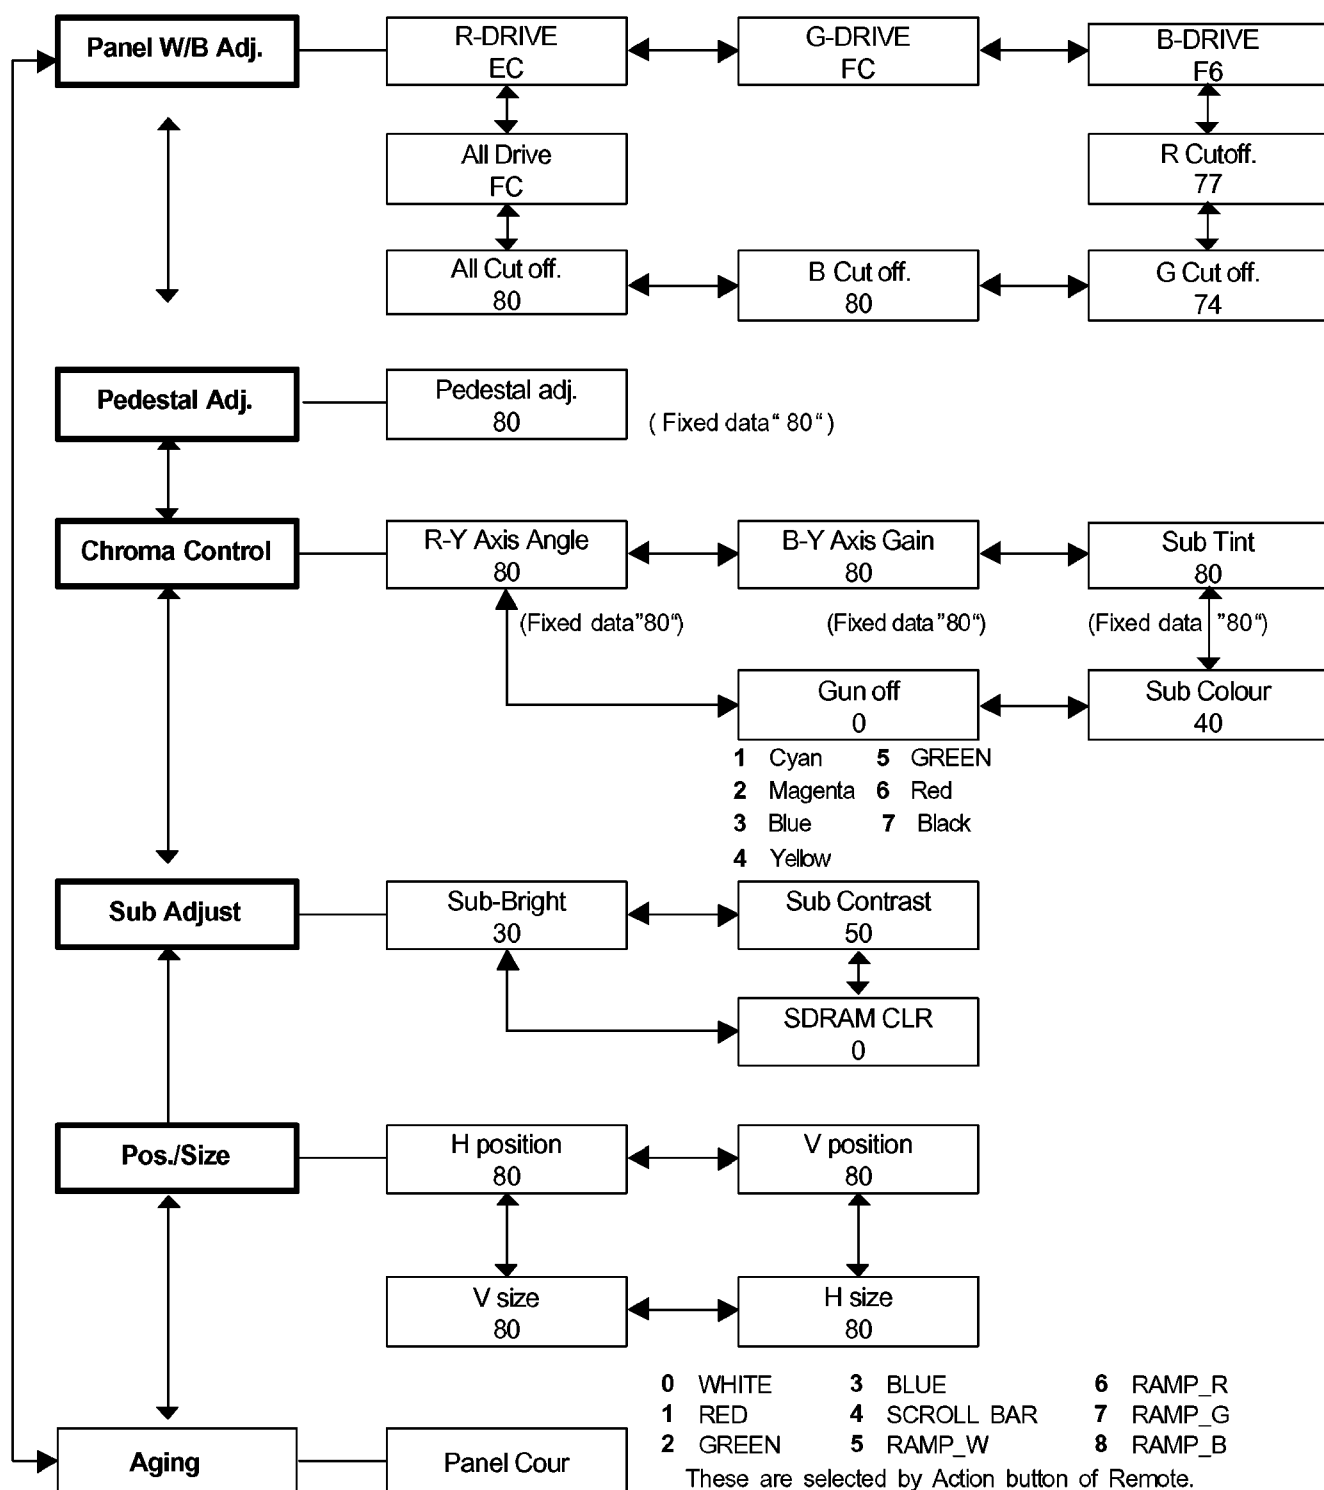 Panel W/B Adj.
R-DRIVE
EC
G-DRIVE
FC
B-DRIVE
F6
All Drive
FC
R Cutoff.
77
All Cut off.
80
B Cut off.
80
G Cut off.
74
Pedestal Adj.
Pedestal adj.
80
( Fixed data“ 80“ )
Chroma Control
R-Y Axis Angle
80
B-Y Axis Gain
80
Sub Tint
80
(Fixed data”80“)
(Fixed data”80“)
(Fixed data ”80“)
Gun off
0
Sub Colour
40
1 Cyan 5 GREEN
2 Magenta 6 Red
3 Blue 7 Black
4 Yellow
Sub Adjust
Sub-Bright
30
Sub Contrast
50
SDRAM CLR
0
Pos./Size
H position
80
V position
80
V size
80
H size
80
0 WHITE 3 BLUE 6 RAMP_R
1 RED 4 SCROLL BAR 7 RAMP_G
2 GREEN 5 RAMP_W 8 RAMP_B
Aging
Panel Cour
These are selected by Action button of Remote.